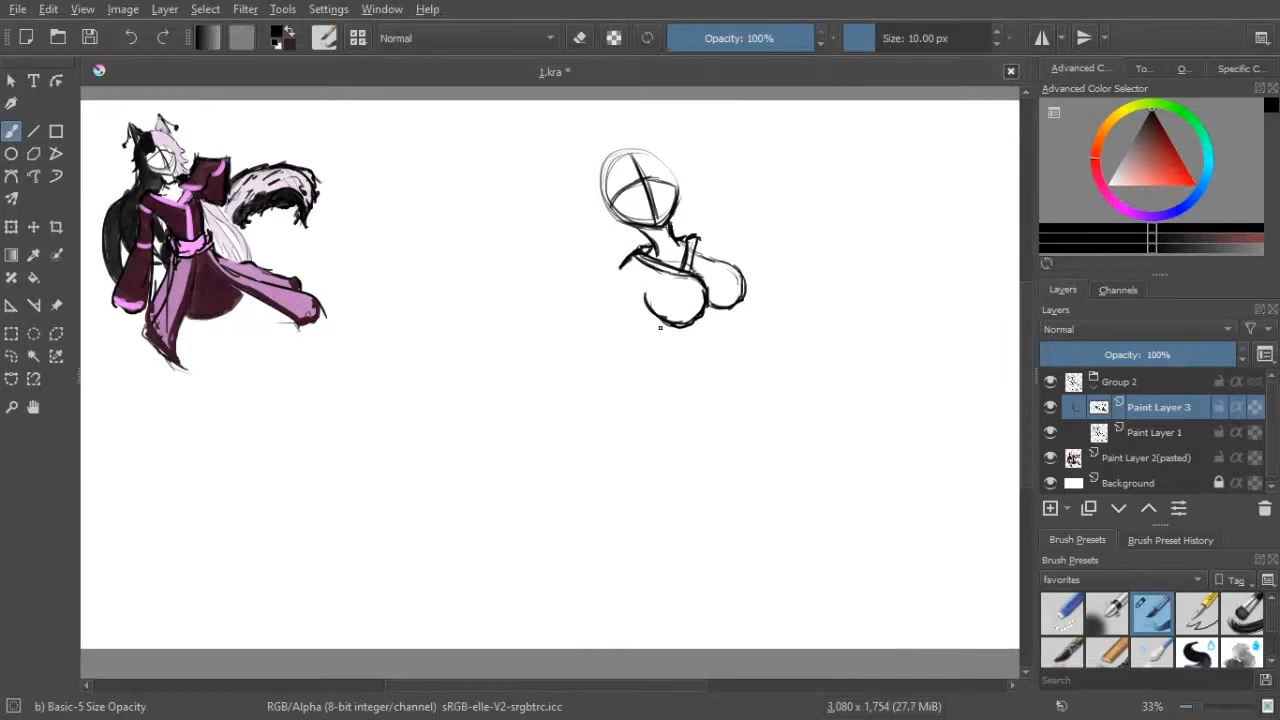 File Edit View Image Layer Select Filter Tools Settings Window Help
Normal Opacity: 100% Size: 10.00 px
1.kra *
Advanced C... To... O... Specific C...
Advanced Color Selector
Layers Channels
Layers
Normal
Opacity: 100%
Group 2
Paint Layer 3
Paint Layer 1
Paint Layer 2(pasted)
Background
Brush Presets Brush Preset History
Brush Presets
favorites Tag
Search
b) Basic-5 Size Opacity RGB/Alpha (8-bit integer/channel) sRGB-elle-V2-srgbtrc.icc 3,080 x 1,754 (27.7 MiB) 33%